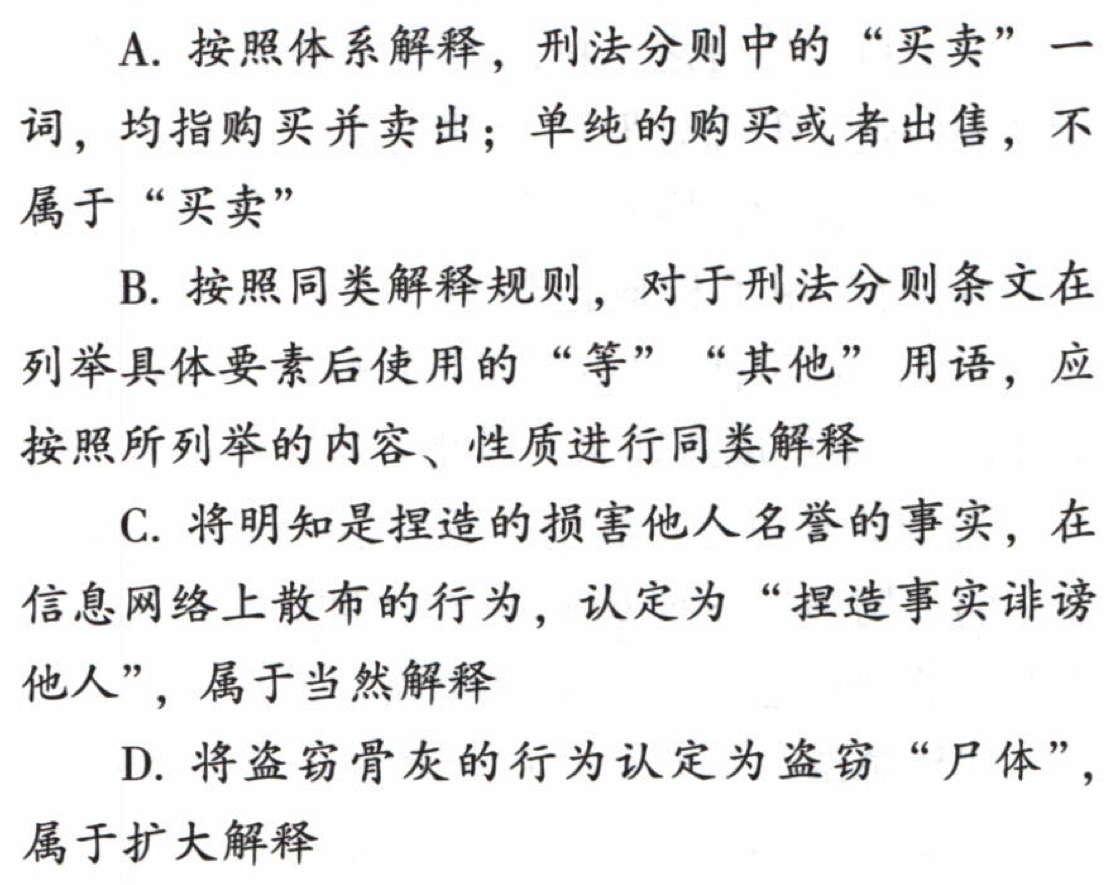 A. 按照体系解释，刑法分则中的“买卖”一
词，均指购买并卖出；单纯的购买或者出售，不
属于“买卖”
B. 按照同类解释规则，对于刑法分则条文在
列举具体要素后使用的“等”“其他”用语，应
按照所列举的内容、性质进行同类解释
C. 将明知是捏造的损害他人名誉的事实，在
信息网络上散布的行为，认定为“捏造事实诽谤
他人”，属于当然解释
D. 将盗窃骨灰的行为认定为盗窃“尸体”，
属于扩大解释